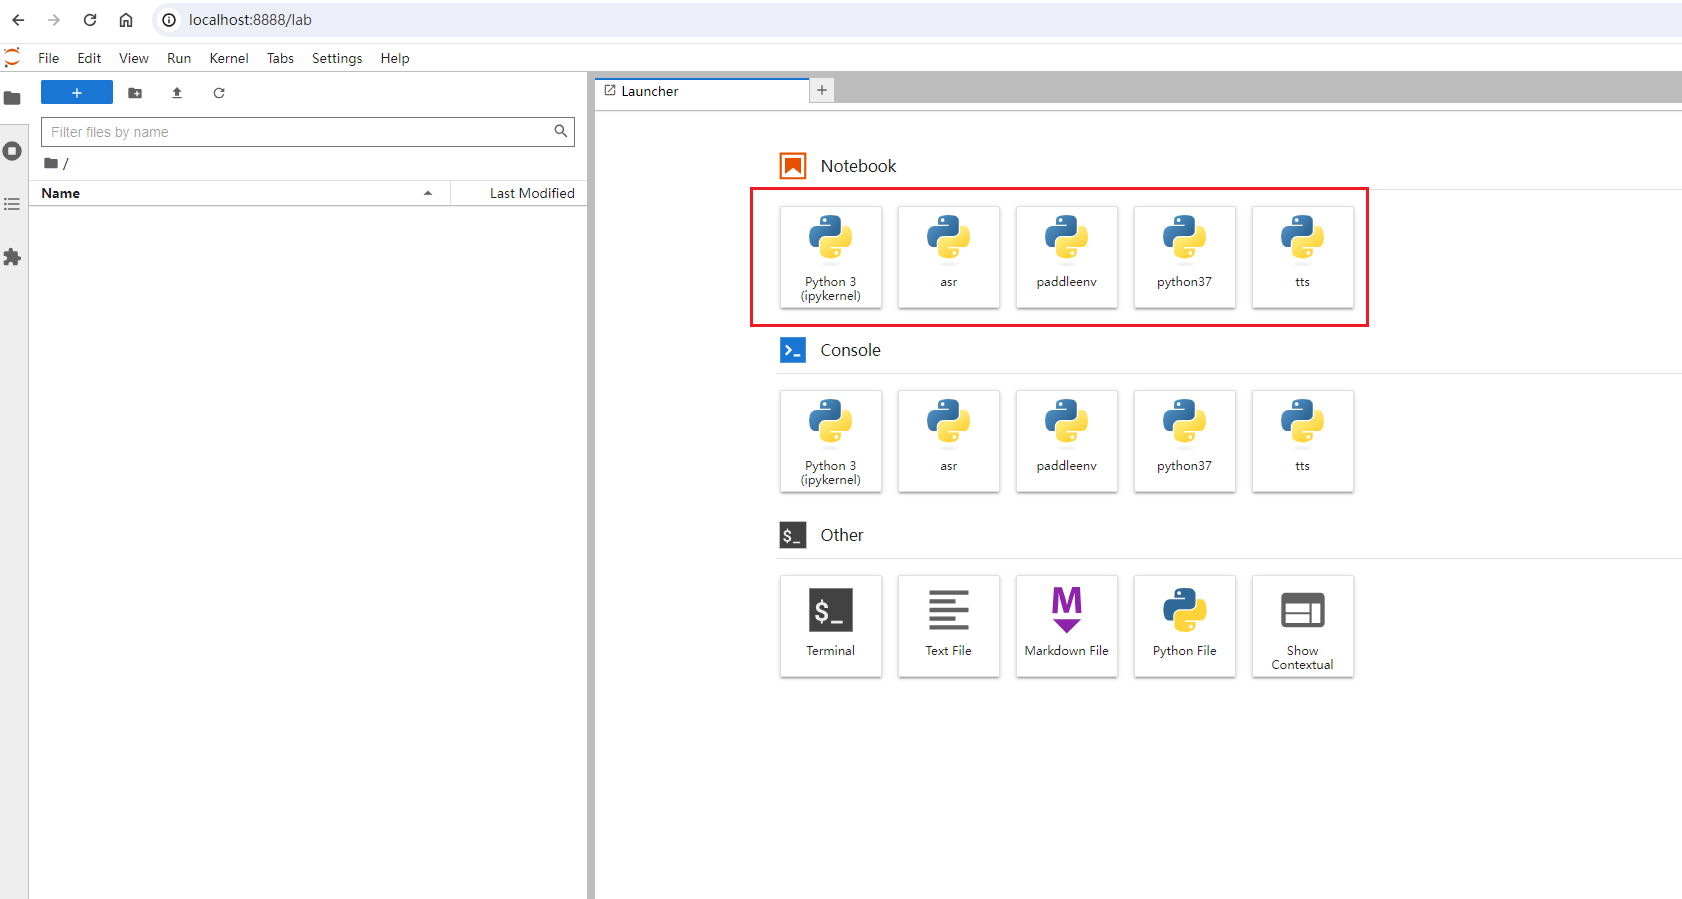 localhost:8888/lab
File Edit View Run Kernel Tabs Settings Help
+
Filter files by name
/
Name Last Modified
Launcher
+
Notebook
Python 3
(ipykernel)
asr
paddleenv
python37
tts
Console
Python 3
(ipykernel)
asr
paddleenv
python37
tts
$_ Other
$_
Terminal
Text File
M
Markdown File
Python File
Show
Contextual